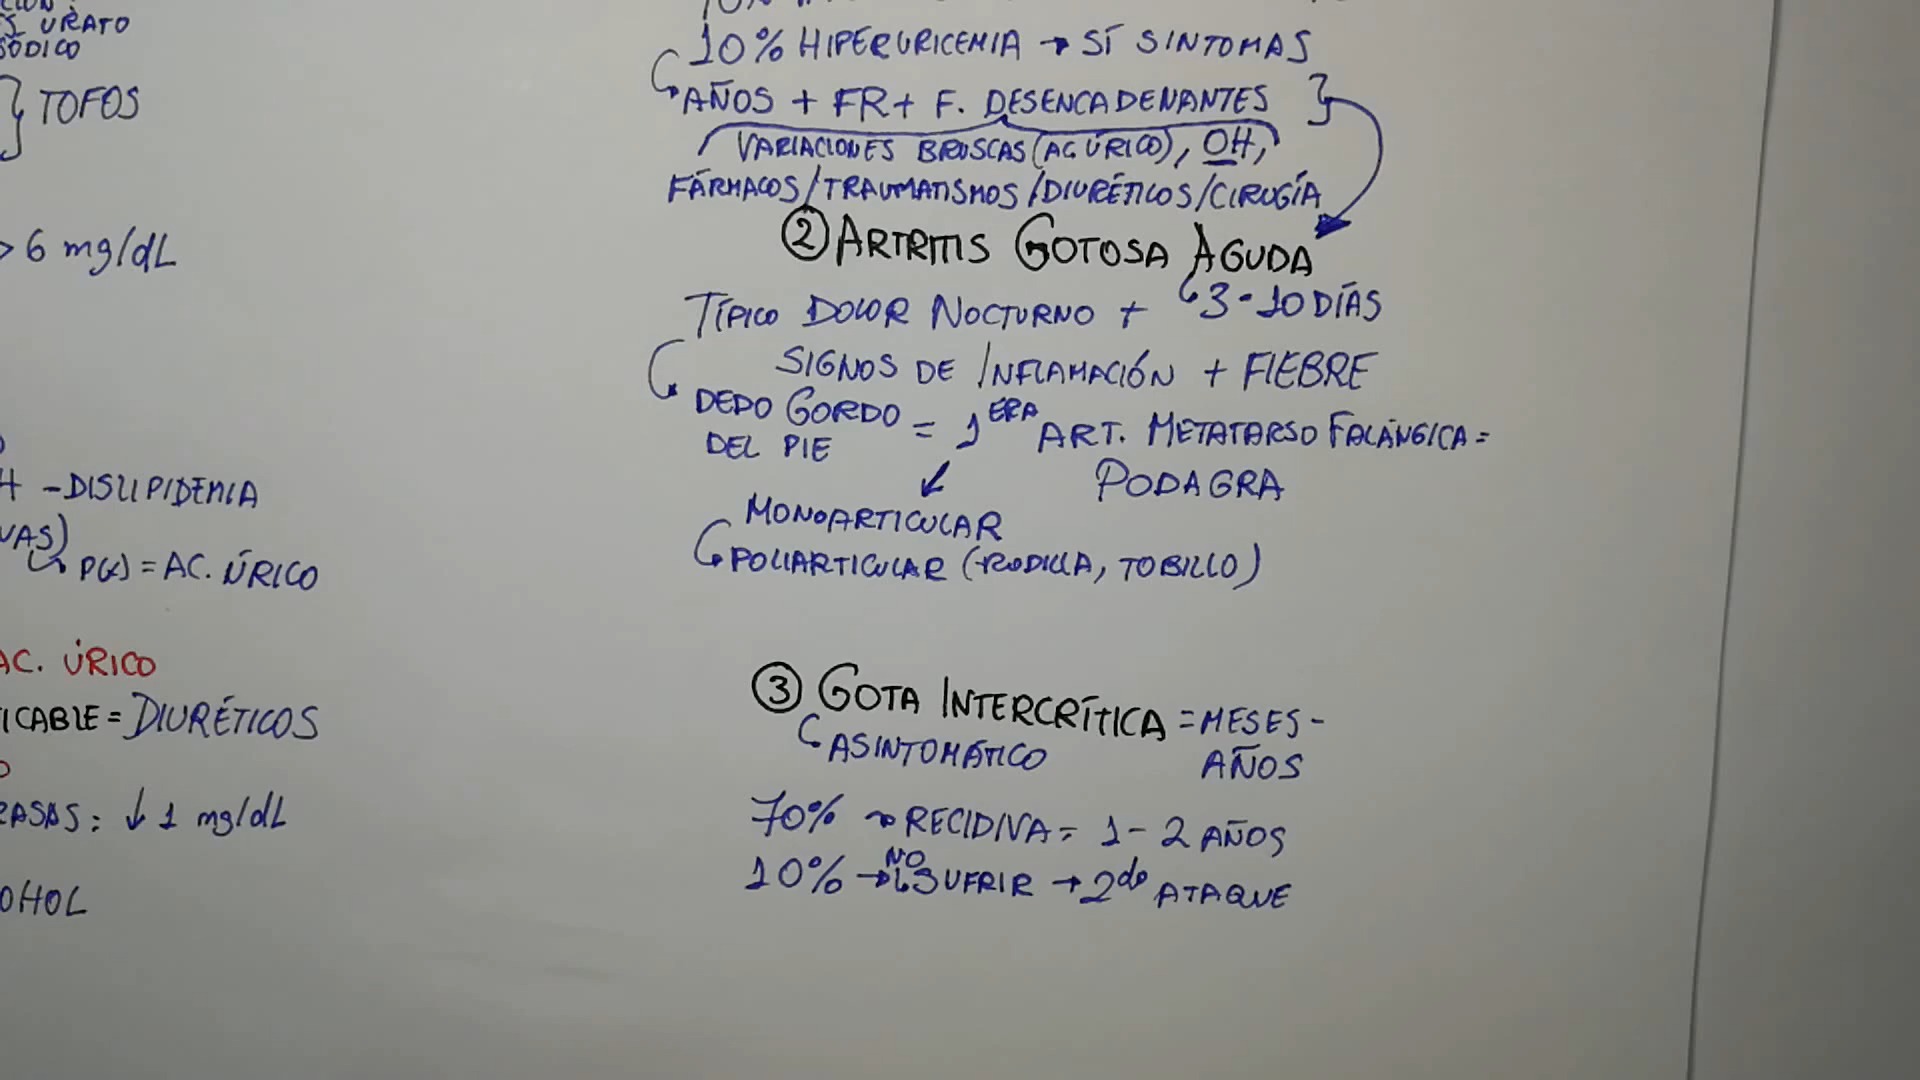 URATO
SÓDICO
} TOFOS
> 6 mg/dL
- DISLIPIDEMIA
↳ P(x) = AC. ÚRICO
AC. ÚRICO
ICABLE = DIURÉTICOS
RASAS: ↓ 1 mg/dL
OHOL
10% HIPERURICEMIA → SÍ SINTOMAS
↳ AÑOS + FR + F. DESENCADENANTES }
VARIACIONES BRUSCAS (AC ÚRICO), OH,
FÁRMACOS/TRAUMATISMOS/DIURÉTICOS/CIRUGÍA
② ARTRITIS GOTOSA AGUDA
↳ 3-10 DÍAS
TÍPICO DOLOR NOCTURNO +
SIGNOS DE INFLAMACIÓN + FIEBRE
↳ DEDO GORDO
DEL PIE
= 1ERA ART. METATARSO FALÁNGICA =
PODAGRA
MONOARTICULAR
↳ POLIARTICULAR (RODILLA, TOBILLO)
③ GOTA INTERCRÍTICA = MESES -
AÑOS
↳ ASINTOMÁTICO
70% → RECIDIVA = 1 - 2 AÑOS
10% → NO SUFRIR → 2do ATAQUE